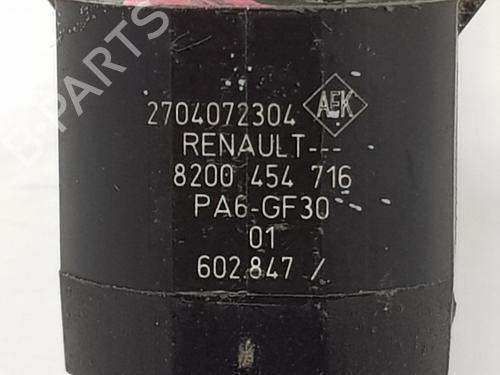 B-PARTS
2704072304 AEK
RENAULT---
8200 454 716
PA6-GF30
01
602.847 /